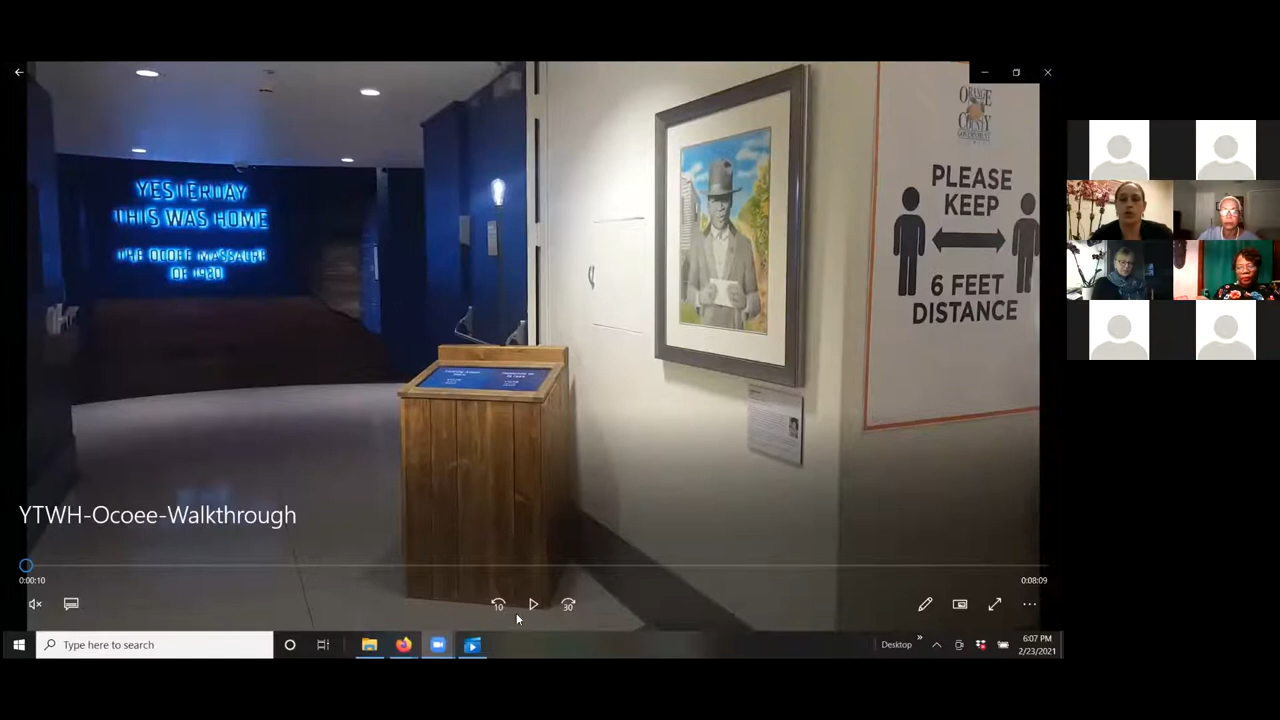 YESTERDAY
THIS WAS HOME
THE OCOEE MASSACRE
OF 1920
ORANGE
COUNTY
GOVERNMENT
PLEASE
KEEP
6 FEET
DISTANCE
YTWH-Ocoee-Walkthrough
0:00:10
0:08:09
10
30
Type here to search
Desktop
6:07 PM
2/23/2021